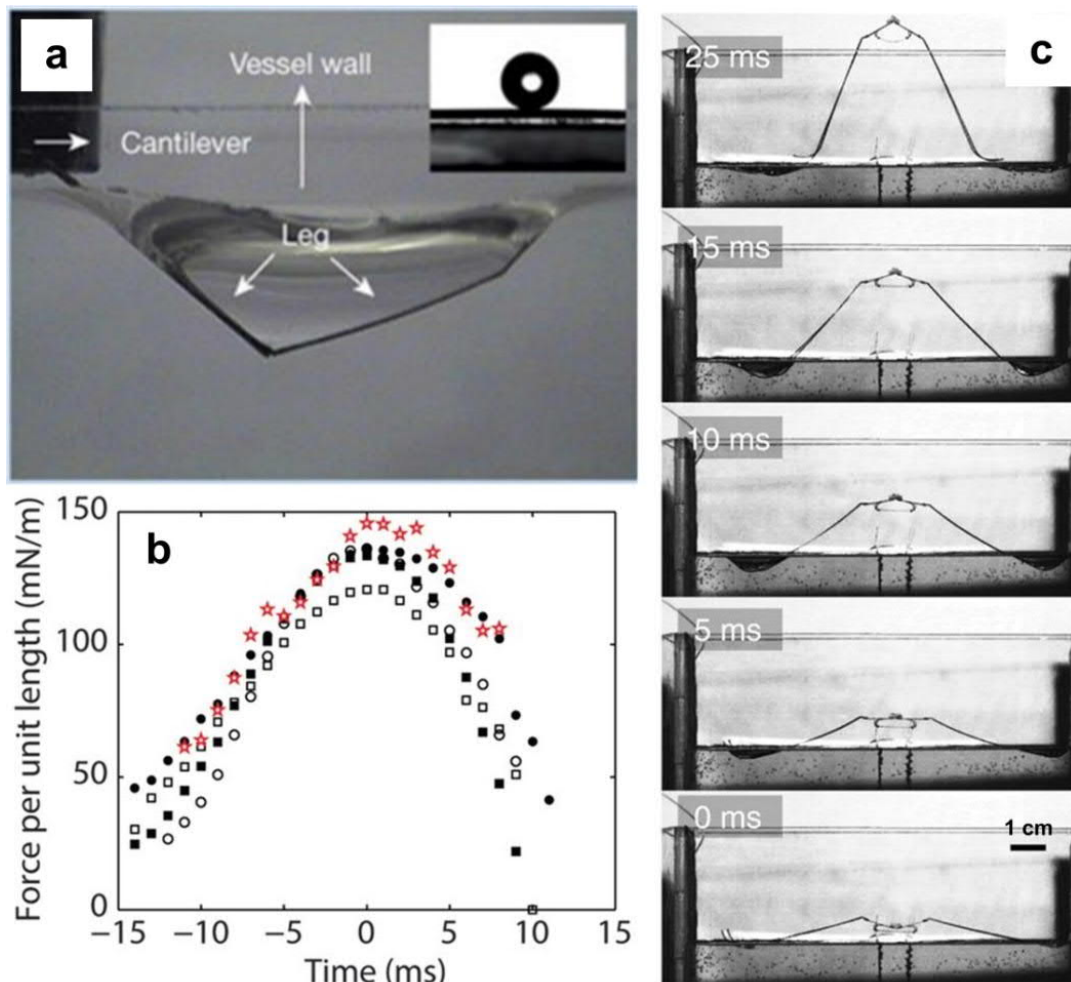 a
Vessel wall
Cantilever
Leg
b
Force per unit length (mN/m)
150
100
50
0
−15 −10 −5 0 5 10 15
Time (ms)
c
25 ms
15 ms
10 ms
5 ms
0 ms
1 cm